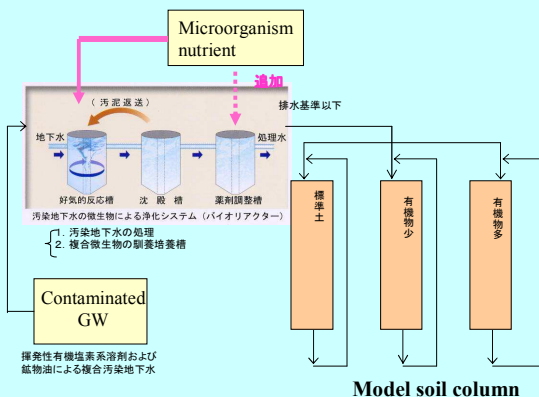 Microorganism
nutrient
追加
(汚泥返送)
排水基準以下
地下水
処理水
好気的反応槽
沈殿槽
薬剤調整槽
汚染地下水の微生物による浄化システム(バイオリアクター)
1. 汚染地下水の処理
2. 複合微生物の馴養培養槽
標準土
有機物少
有機物多
Contaminated
GW
揮発性有機塩素系溶剤および
鉱物油による複合汚染地下水
Model soil column